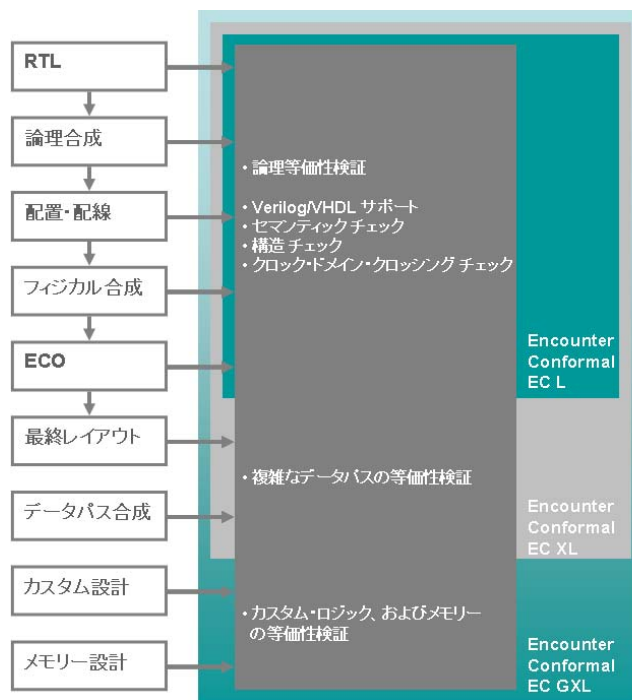 RTL
論理合成
配置・配線
フィジカル合成
ECO
最終レイアウト
データパス合成
カスタム設計
メモリー設計
・論理等価性検証
・Verilog/VHDL サポート
・セマンティック チェック
・構造 チェック
・クロック・ドメイン・クロッシング チェック
Encounter
Conformal
EC L
・複雑なデータパスの等価性検証
Encounter
Conformal
EC XL
・カスタム・ロジック、およびメモリー
の等価性検証
Encounter
Conformal
EC GXL